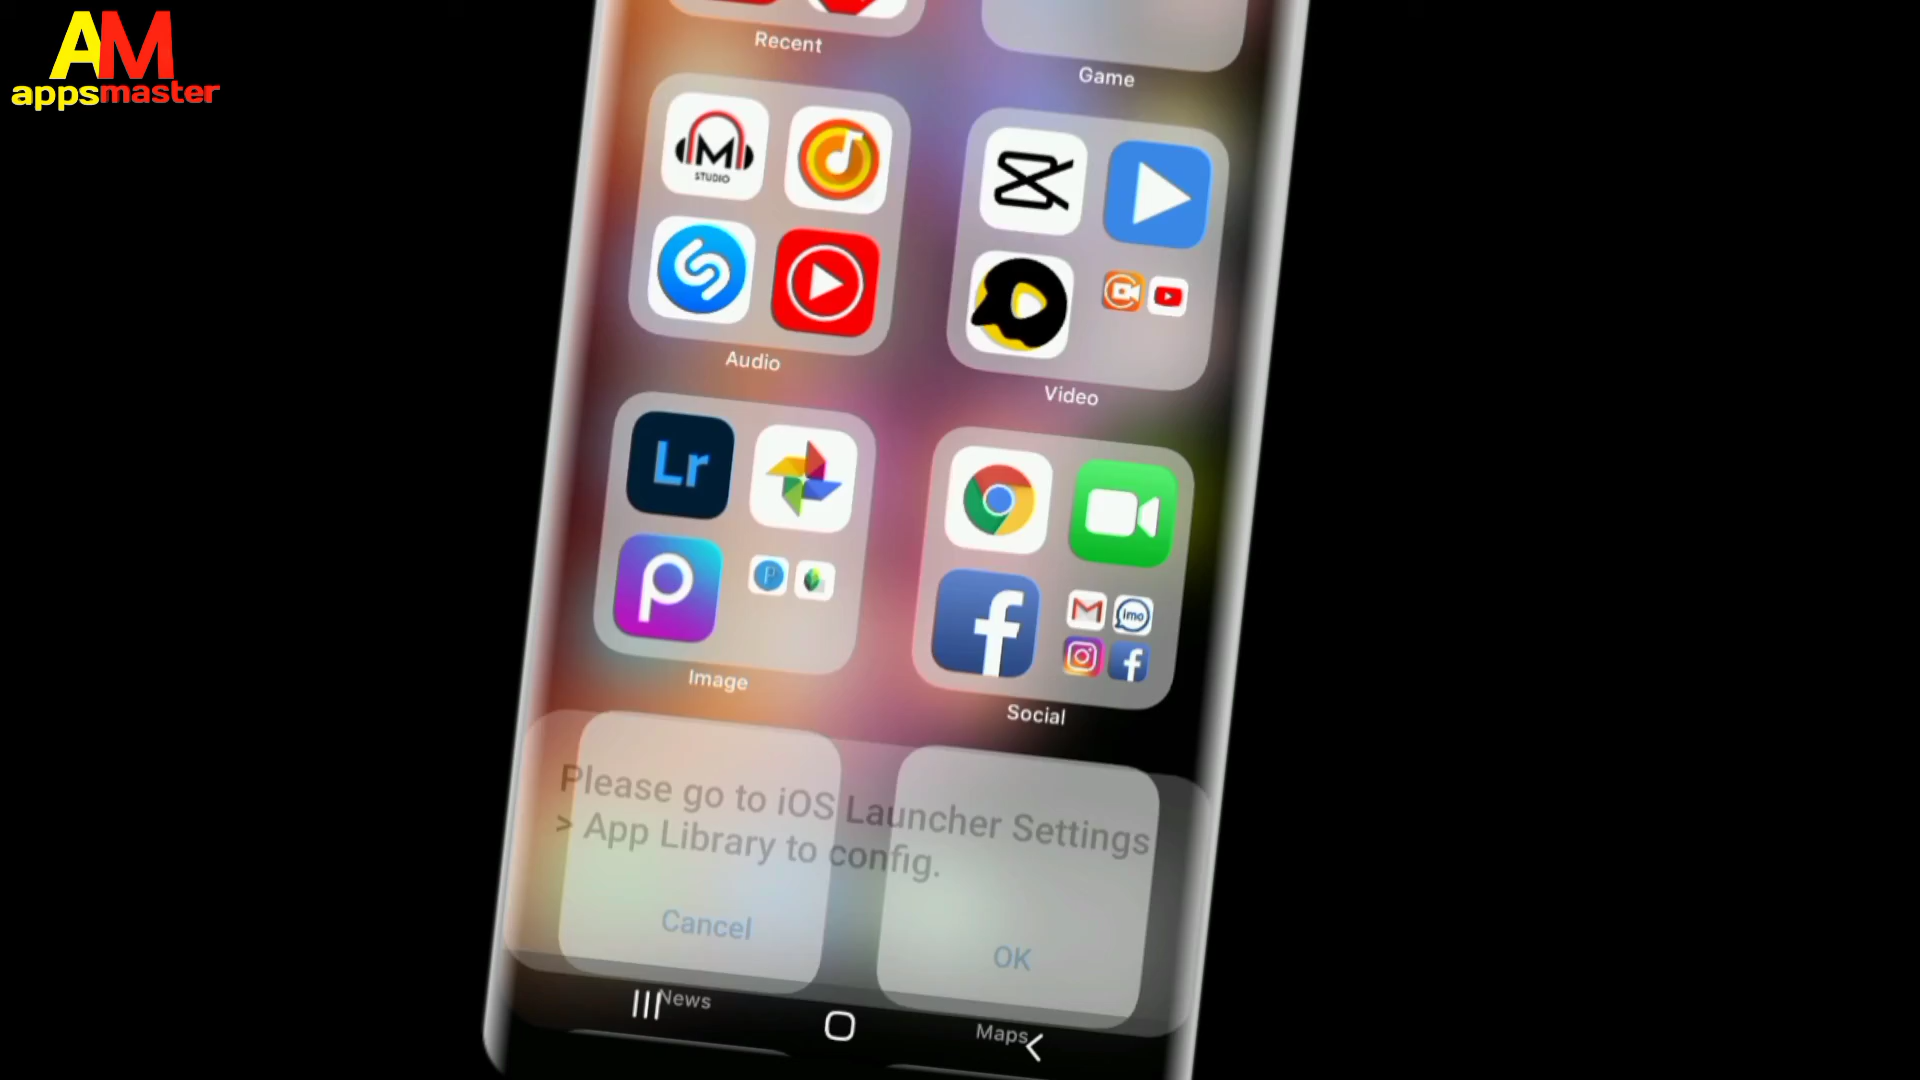 AM
appsmaster
Recent
Game
M
STUDIO
Audio
Video
Lr
P
Image
f
imo
f
Social
Please go to iOS Launcher Settings
> App Library to config.
Cancel
OK
News
Maps